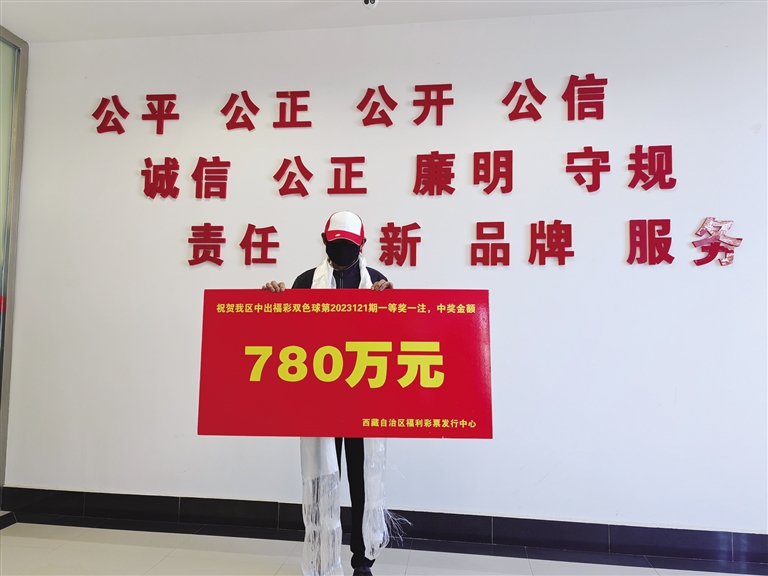 公平 公正 公开 公信
诚信 公正 廉明 守规
责任 新 品牌 服务
祝贺我区中出福彩双色球第2023121期一等奖一注，中奖金额
780万元
西藏自治区福利彩票发行中心